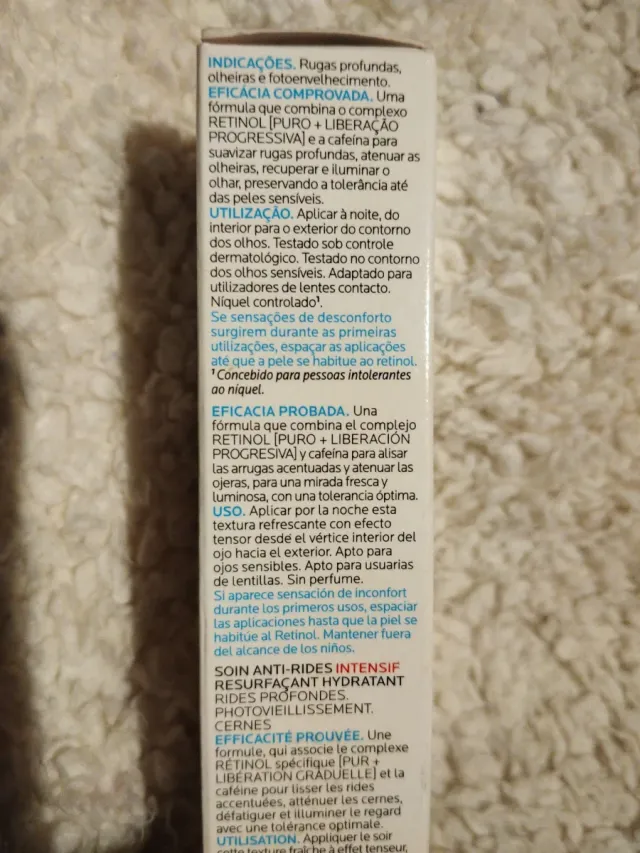 INDICAÇÕES. Rugas profundas,
olheiras e fotoenvelhecimento.
EFICÁCIA COMPROVADA. Uma
fórmula que combina o complexo
RETINOL [PURO + LIBERAÇÃO
PROGRESSIVA] e a cafeína para
suavizar rugas profundas, atenuar as
olheiras, recuperar e iluminar o
olhar, preservando a tolerância até
das peles sensíveis.
UTILIZAÇÃO. Aplicar à noite, do
interior para o exterior do contorno
dos olhos. Testado sob controle
dermatológico. Testado no contorno
dos olhos sensíveis. Adaptado para
utilizadores de lentes contacto.
Níquel controlado¹.
Se sensações de desconforto
surgirem durante as primeiras
utilizações, espaçar as aplicações
até que a pele se habitue ao retinol.
¹ Concebido para pessoas intolerantes
ao níquel.
EFICACIA PROBADA. Una
fórmula que combina el complejo
RETINOL [PURO + LIBERACIÓN
PROGRESIVA] y cafeína para alisar
las arrugas acentuadas y atenuar las
ojeras, para una mirada fresca y
luminosa, con una tolerancia óptima.
USO. Aplicar por la noche esta
textura refrescante con efecto
tensor desde el vértice interior del
ojo hacia el exterior. Apto para
ojos sensibles. Apto para usuarias
de lentillas. Sin perfume.
Si aparece sensación de inconfort
durante los primeros usos, espaciar
las aplicaciones hasta que la piel se
habitúe al Retinol. Mantener fuera
del alcance de los niños.
SOIN ANTI-RIDES INTENSIF
RESURFAÇANT HYDRATANT
RIDES PROFONDES.
PHOTOVIEILLISSEMENT.
CERNES
EFFICACITÉ PROUVÉE. Une
formule, qui associe le complexe
RÉTINOL spécifique [PUR +
LIBÉRATION GRADUELLE] et la
caféine pour lisser les rides
accentuées, atténuer les cernes,
défatiguer et illuminer le regard
avec une tolérance optimale.
UTILISATION. Appliquer le soir
cette texture fraîche à effet tenseur,